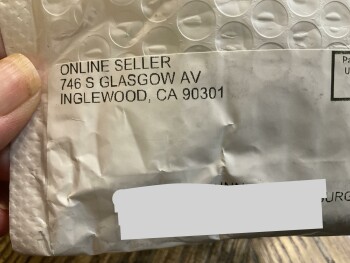 ONLINE SELLER
746 S GLASGOW AV
INGLEWOOD, CA 90301